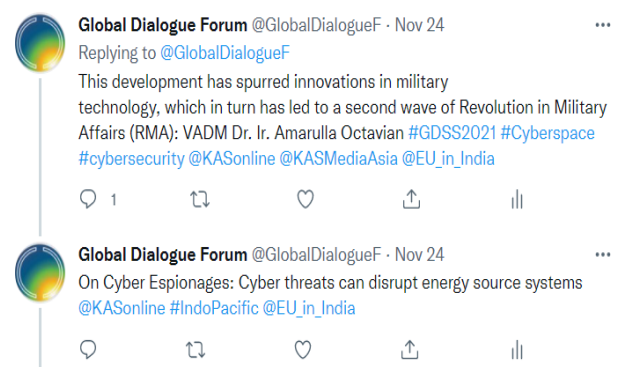 Global Dialogue Forum @GlobalDialogueF · Nov 24
Replying to @GlobalDialogueF
This development has spurred innovations in military
technology, which in turn has led to a second wave of Revolution in Military
Affairs (RMA): VADM Dr. Ir. Amarulla Octavian #GDSS2021 #Cyberspace
#cybersecurity @KASonline @KASMediaAsia @EU_in_India
1
Global Dialogue Forum @GlobalDialogueF · Nov 24
On Cyber Espionages: Cyber threats can disrupt energy source systems
@KASonline #IndoPacific @EU_in_India